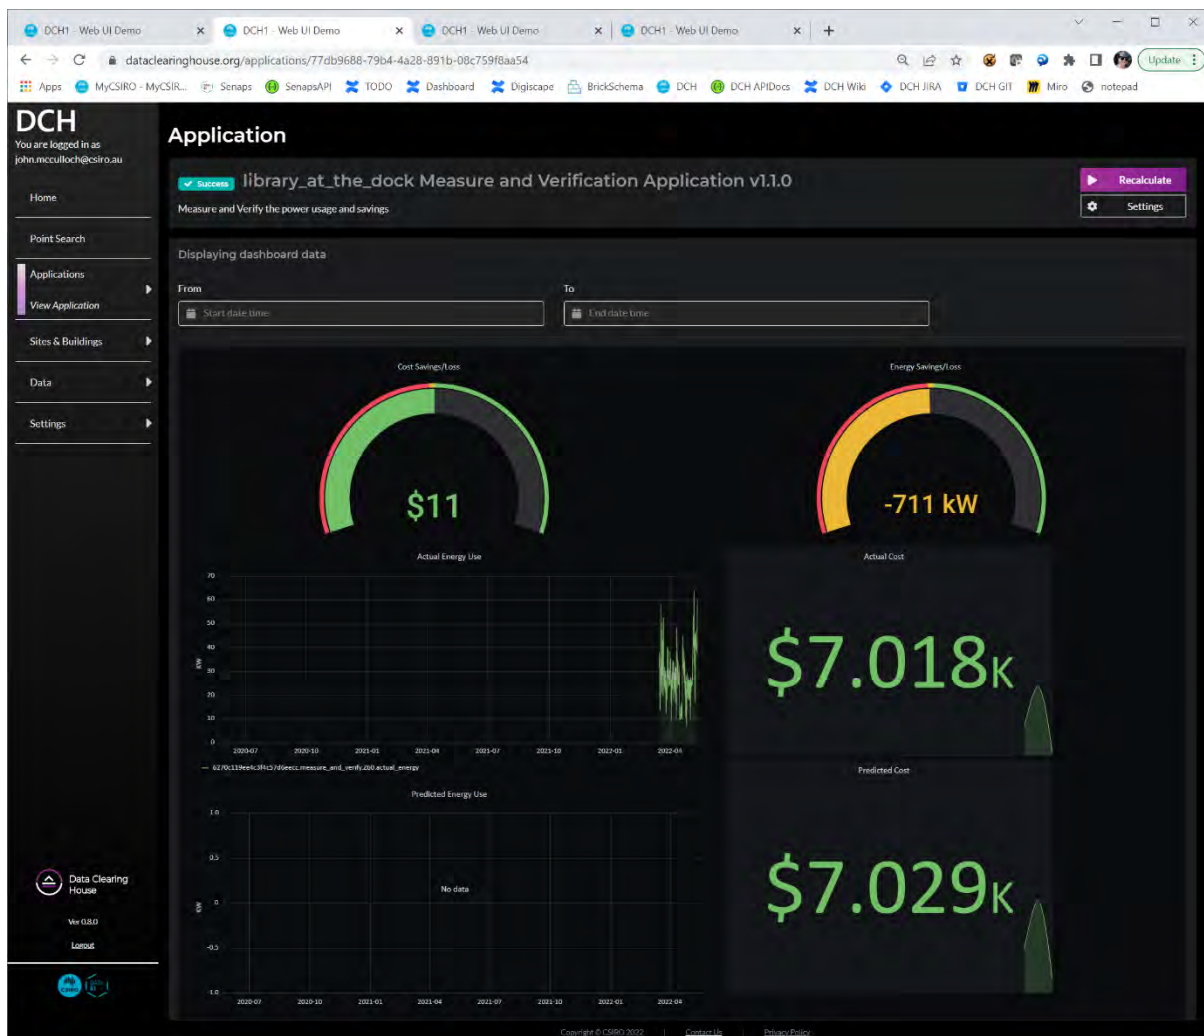 DCH1 - Web UI Demo
DCH1 - Web UI Demo
DCH1 - Web UI Demo
DCH1 - Web UI Demo
dataclearinghouse.org/applications/77db9688-79b4-4a28-891b-08c759f8aa54
Update
Apps
MyCSIRO - MyCSIR...
Senaps
SenapsAPI
TODO
Dashboard
Digiscape
BrickSchema
DCH
DCH APIDocs
DCH Wiki
DCH JIRA
DCH GIT
Miro
notepad
DCH
You are logged in as
john.mcculloch@csiro.au
Home
Point Search
Applications
View Application
Sites & Buildings
Data
Settings
Data Clearing
House
Ver 0.8.0
Logout
CSIRO
Application
Success
library_at_the_dock Measure and Verification Application v1.1.0
Measure and Verify the power usage and savings
Recalculate
Settings
Displaying dashboard data
From
Start date time
To
End date time
Cost Savings/Loss
$11
Energy Savings/Loss
-711 kW
Actual Energy Use
70
60
50
40
30
20
10
0
kW
2020-07 2020-10 2021-01 2021-04 2021-07 2021-10 2022-01 2022-04
Actual Cost
$7.018K
Predicted Energy Use
1.0
0.5
0
-0.5
-1.0
kW
No data
2020-07 2020-10 2021-01 2021-04 2021-07 2021-10 2022-01 2022-04
Predicted Cost
$7.029K
Copyright © CSIRO 2022 | Contact Us | Privacy Policy